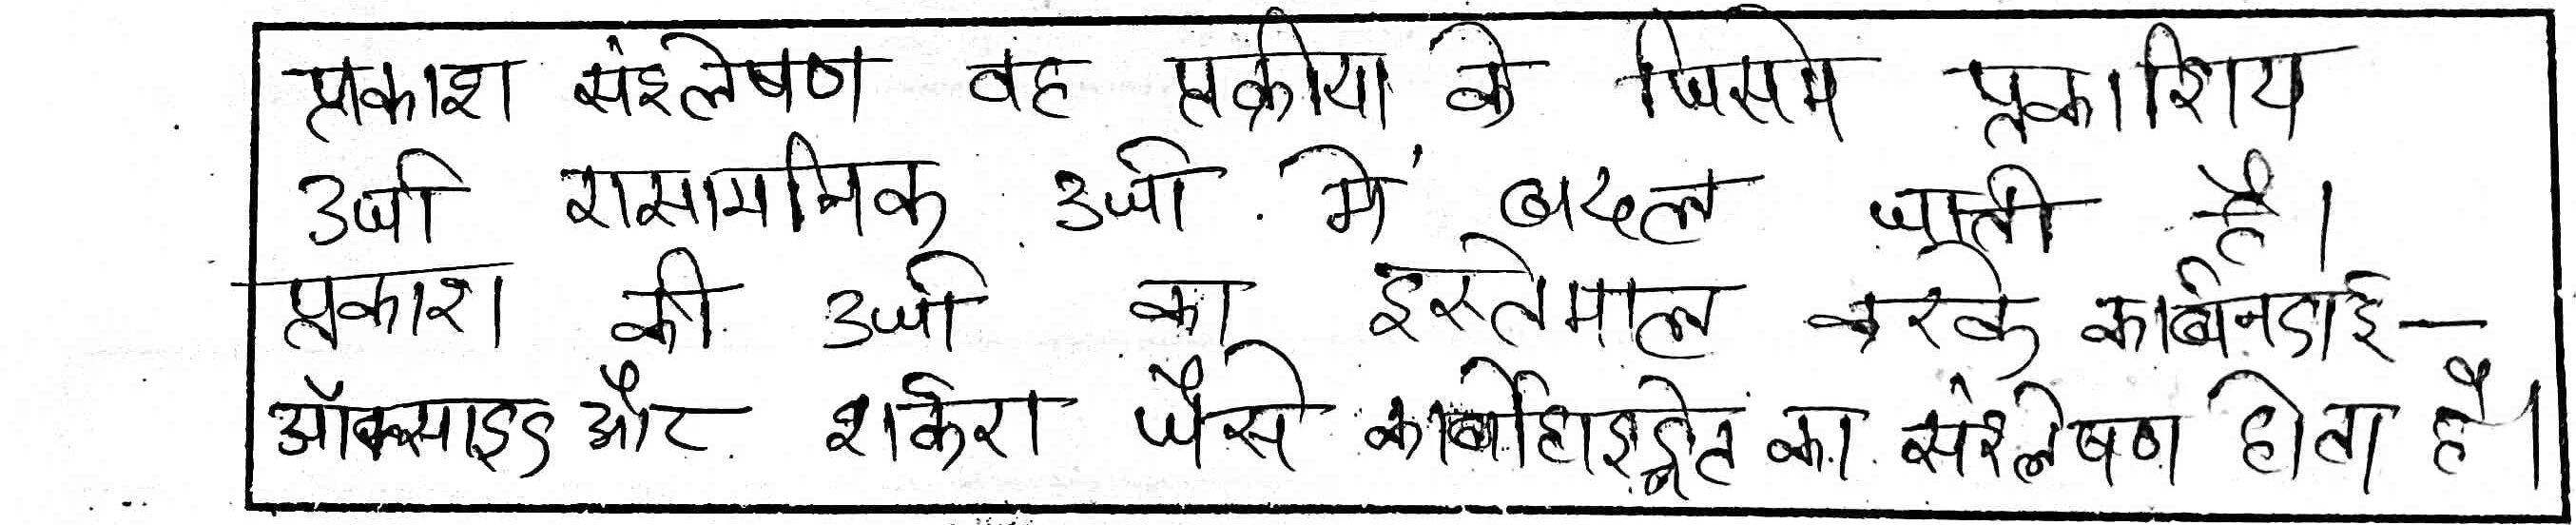 प्रकाश संश्लेषण वह प्रक्रीया के जिसमे प्रकाशिय
उर्जा रासायनिक उर्जा में बदल जाती है।
प्रकाश की उर्जा का इस्तेमाल करके कार्बनडाई-
ऑक्साइड और शर्करा जैसे कार्बोहाइड्रेट का संश्लेषण होता है।